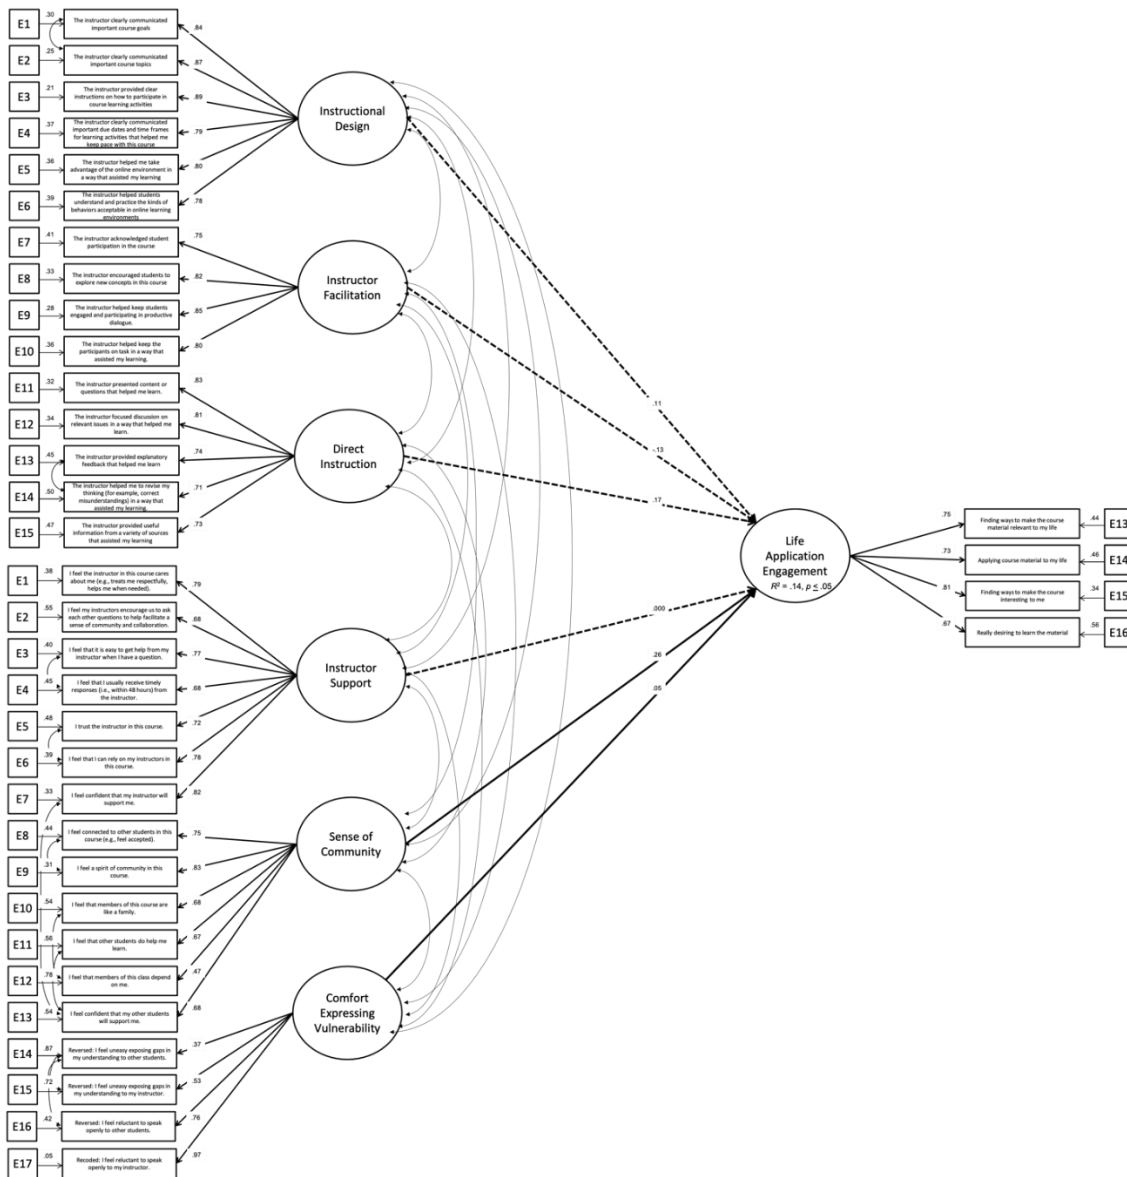 E1
.30
The instructor clearly communicated
important course goals
.84
E2
.25
The instructor clearly communicated
important course topics
.87
E3
.21
The instructor provided clear
instructions on how to participate in
course learning activities
.89
E4
.37
The instructor clearly communicated
important due dates and time frames
for learning activities that helped me
keep pace with this course
.79
E5
.36
The instructor helped me take
advantage of the online environment in
a way that assisted my learning
.80
E6
.39
The instructor helped students
understand and practice the kinds of
behaviors acceptable in online learning
environments
.78
Instructional
Design
E7
.41
The instructor acknowledged student
participation in the course
.75
E8
.33
The instructor encouraged students to
explore new concepts in this course
.82
E9
.28
The instructor helped keep students
engaged and participating in productive
dialogue.
.85
E10
.36
The instructor helped keep the
participants on task in a way that
assisted my learning.
.80
Instructor
Facilitation
E11
.32
The instructor presented content or
questions that helped me learn.
.83
E12
.34
The instructor focused discussion on
relevant issues in a way that helped me
learn.
.81
E13
.45
The instructor provided explanatory
feedback that helped me learn
.74
E14
.50
The instructor helped me to revise my
thinking (for example, correct
misunderstandings) in a way that
assisted my learning.
.71
E15
.47
The instructor provided useful
information from a variety of sources
that assisted my learning
.73
Direct
Instruction
E1
.38
I feel the instructor in this course cares
about me (e.g., treats me respectfully,
helps me when needed).
.79
E2
.55
I feel my instructors encourage us to ask
each other questions to help facilitate a
sense of community and collaboration.
.68
E3
.40
I feel that it is easy to get help from my
instructor when I have a question.
.77
E4
.45
I feel that I usually receive timely
responses (i.e., within 48 hours) from
the instructor.
.68
E5
.48
I trust the instructor in this course.
.72
E6
.39
I feel that I can rely on my instructors in
this course.
.78
E7
.33
I feel confident that my instructor will
support me.
.82
Instructor
Support
E8
.44
I feel connected to other students in this
course (e.g., feel accepted).
.75
E9
.31
I feel a spirit of community in this
course.
.83
E10
.54
I feel that members of this course are
like a family.
.68
E11
.56
I feel that other students do help me
learn.
.67
E12
.78
I feel that members of this class depend
on me.
.47
E13
.54
I feel confident that my other students
will support me.
.68
Sense of
Community
E14
.87
Reversed: I feel uneasy exposing gaps in
my understanding to other students.
.37
E15
.72
Reversed: I feel uneasy exposing gaps in
my understanding to my instructor.
.53
E16
.42
Reversed: I feel reluctant to speak
openly to other students.
.76
E17
.05
Recoded: I feel reluctant to speak
openly to my instructor.
.97
Comfort
Expressing
Vulnerability
.11
-.13
.17
.000
.26
.05
Life
Application
Engagement
R² = .14, p ≤ .05
.75
Finding ways to make the course
material relevant to my life
.44
E13
.73
Applying course material to my life
.46
E14
.81
Finding ways to make the course
interesting to me
.34
E15
.67
Really desiring to learn the material
.56
E16